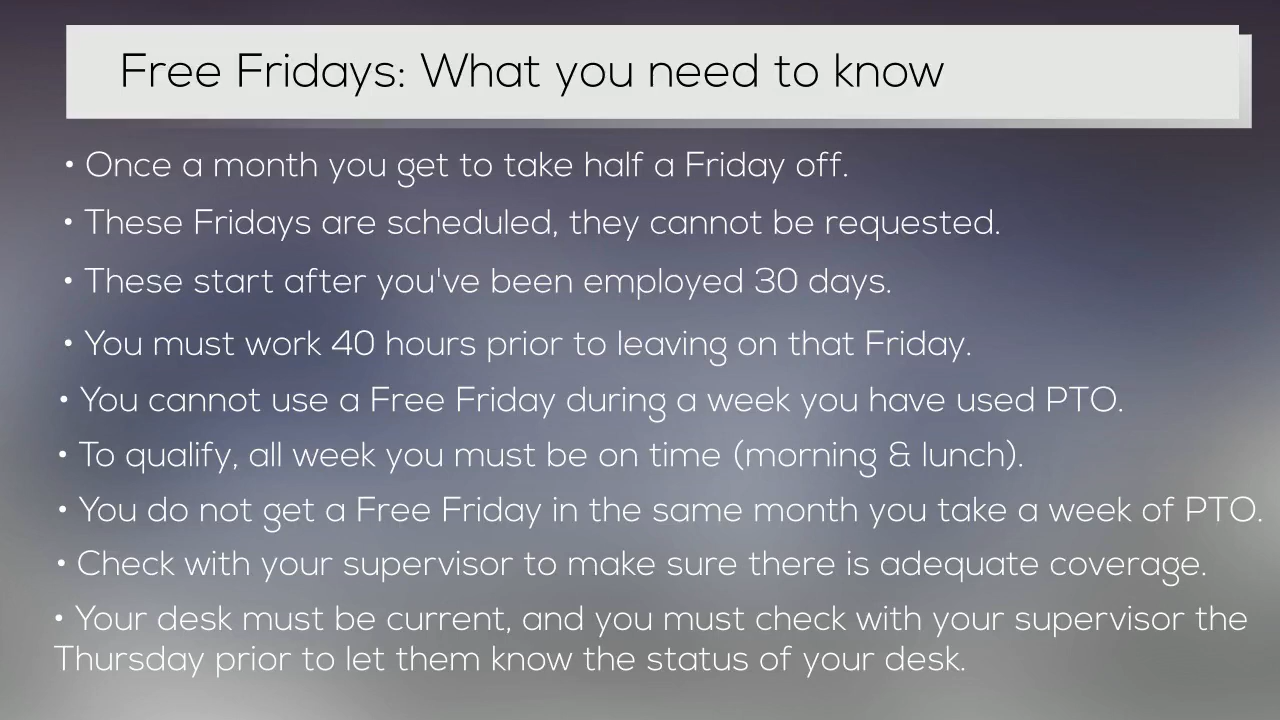 Free Fridays: What you need to know
• Once a month you get to take half a Friday off.
• These Fridays are scheduled, they cannot be requested.
• These start after you've been employed 30 days.
• You must work 40 hours prior to leaving on that Friday.
• You cannot use a Free Friday during a week you have used PTO.
• To qualify, all week you must be on time (morning & lunch).
• You do not get a Free Friday in the same month you take a week of PTO.
• Check with your supervisor to make sure there is adequate coverage.
• Your desk must be current, and you must check with your supervisor the
Thursday prior to let them know the status of your desk.